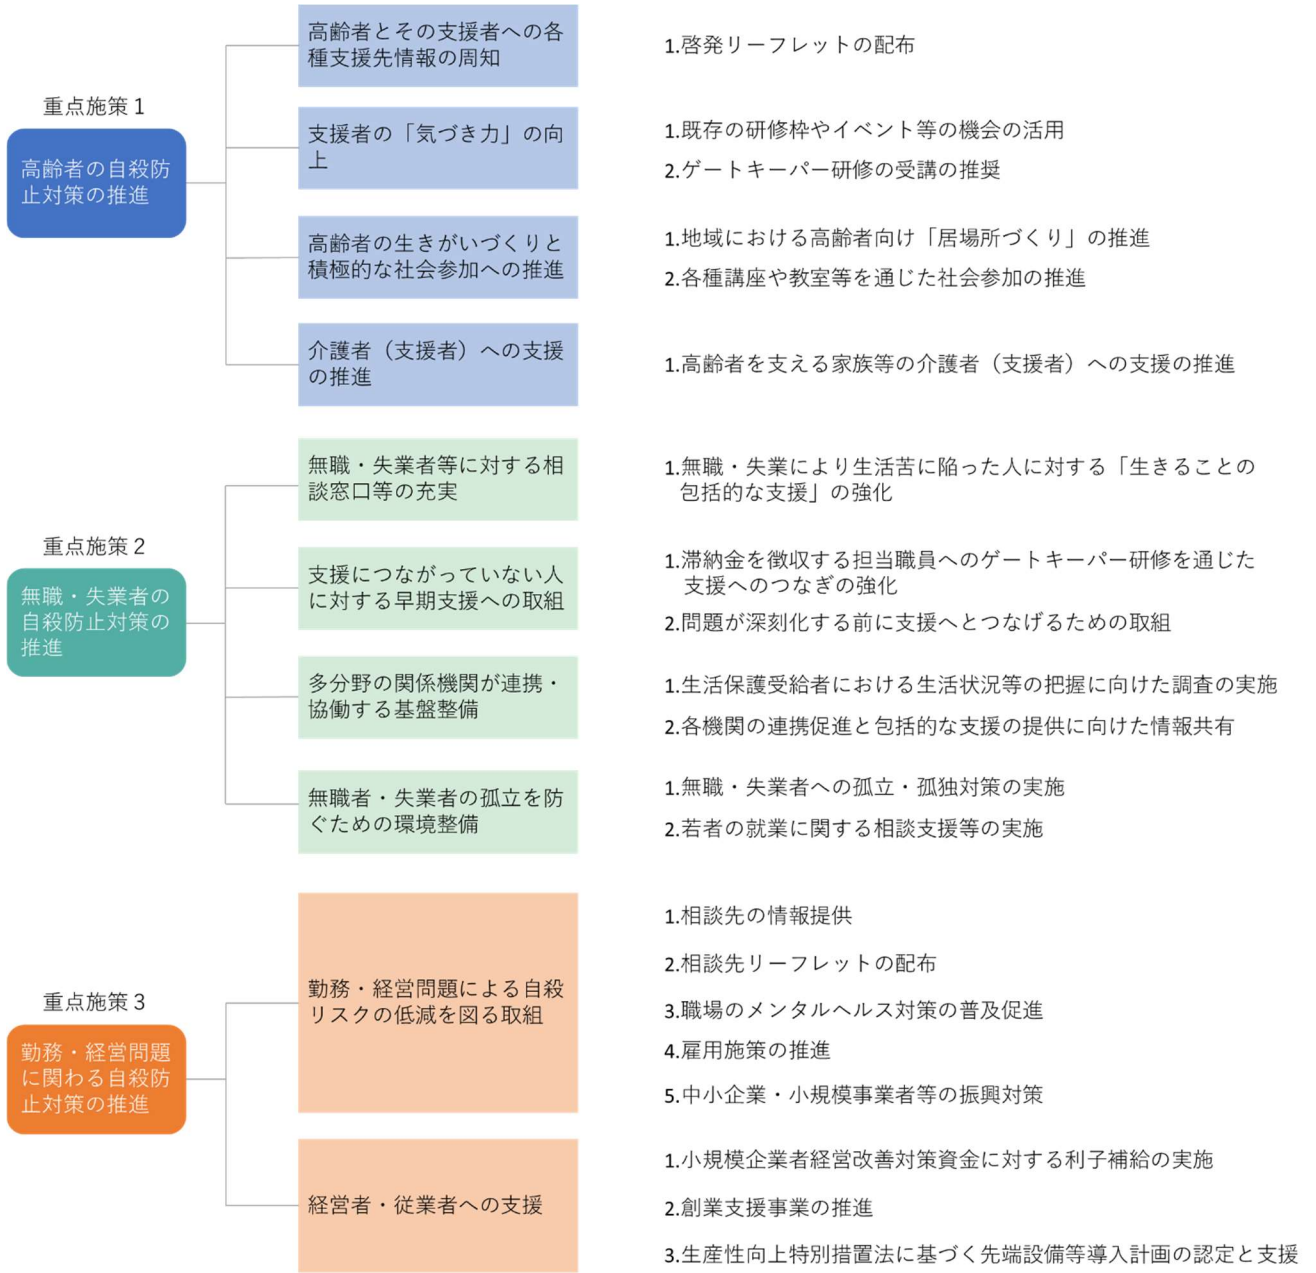 重点施策1
高齢者の自殺防
止対策の推進
高齢者とその支援者への各
種支援先情報の周知
1.啓発リーフレットの配布
支援者の「気づき力」の向
上
1.既存の研修枠やイベント等の機会の活用
2.ゲートキーパー研修の受講の推奨
高齢者の生きがいづくりと
積極的な社会参加への推進
1.地域における高齢者向け「居場所づくり」の推進
2.各種講座や教室等を通じた社会参加の推進
介護者（支援者）への支援
の推進
1.高齢者を支える家族等の介護者（支援者）への支援の推進
重点施策2
無職・失業者の
自殺防止対策の
推進
無職・失業者等に対する相
談窓口等の充実
1.無職・失業により生活苦に陥った人に対する「生きることの
包括的な支援」の強化
支援につながっていない人
に対する早期支援への取組
1.滞納金を徴収する担当職員へのゲートキーパー研修を通じた
支援へのつなぎの強化
2.問題が深刻化する前に支援へとつなげるための取組
多分野の関係機関が連携・
協働する基盤整備
1.生活保護受給者における生活状況等の把握に向けた調査の実施
2.各機関の連携促進と包括的な支援の提供に向けた情報共有
無職者・失業者の孤立を防
ぐための環境整備
1.無職・失業者への孤立・孤独対策の実施
2.若者の就業に関する相談支援等の実施
重点施策3
勤務・経営問題
に関わる自殺防
止対策の推進
勤務・経営問題による自殺
リスクの低減を図る取組
1.相談先の情報提供
2.相談先リーフレットの配布
3.職場のメンタルヘルス対策の普及促進
4.雇用施策の推進
5.中小企業・小規模事業者等の振興対策
経営者・従業者への支援
1.小規模企業者経営改善対策資金に対する利子補給の実施
2.創業支援事業の推進
3.生産性向上特別措置法に基づく先端設備等導入計画の認定と支援